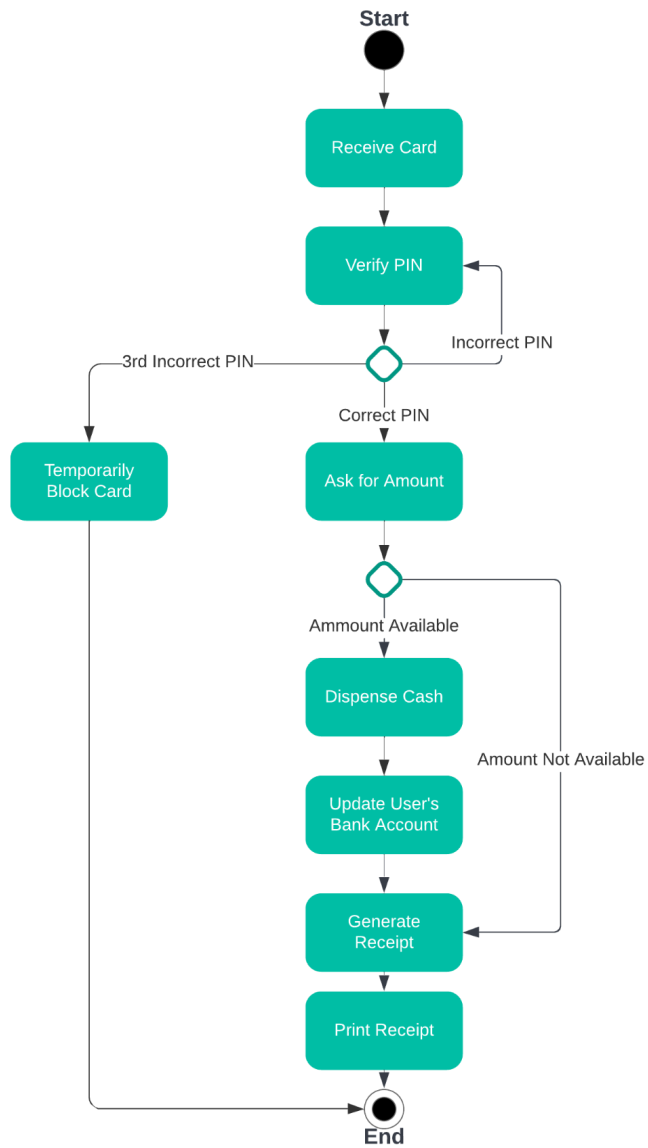 Start
Receive Card
Verify PIN
Incorrect PIN
3rd Incorrect PIN
Correct PIN
Temporarily
Block Card
Ask for Amount
Ammount Available
Dispense Cash
Amount Not Available
Update User's
Bank Account
Generate
Receipt
Print Receipt
End